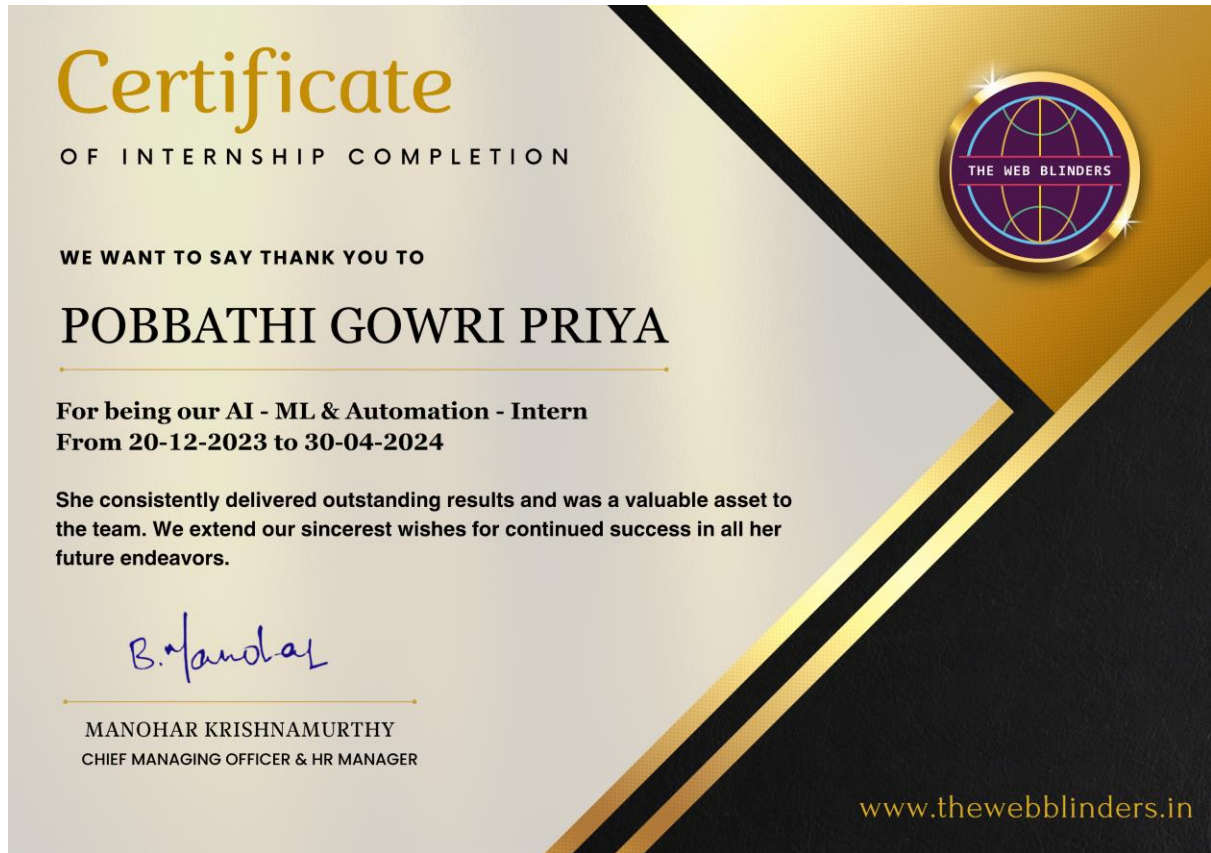 Certificate
OF INTERNSHIP COMPLETION
THE WEB BLINDERS
WE WANT TO SAY THANK YOU TO
POBBATHI GOWRI PRIYA
For being our AI - ML & Automation - Intern
From 20-12-2023 to 30-04-2024
She consistently delivered outstanding results and was a valuable asset to
the team. We extend our sincerest wishes for continued success in all her
future endeavors.
MANOHAR KRISHNAMURTHY
CHIEF MANAGING OFFICER & HR MANAGER
www.thewebblinders.in